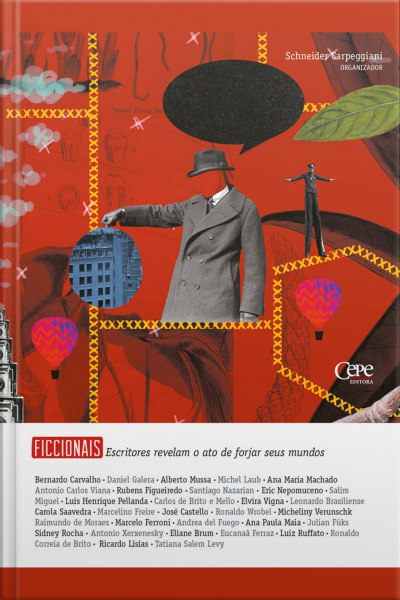 Schneider Carpeggiani
ORGANIZADOR
Cepe
EDITORA
FICCIONAIS Escritores revelam o ato de forjar seus mundos
Bernardo Carvalho • Daniel Galera • Alberto Mussa • Michel Laub • Ana Maria Machado
Antonio Carlos Viana • Rubens Figueiredo • Santiago Nazarian • Eric Nepomuceno • Salim
Miguel • Luís Henrique Pellanda • Carlos de Brito e Mello • Elvira Vigna • Leonardo Brasiliense
Carola Saavedra • Marcelino Freire • José Castello • Ronaldo Wrobel • Micheliny Verunschk
Raimundo de Moraes • Marcelo Ferroni • Andrea del Fuego • Ana Paula Maia • Julian Fúks
Sidney Rocha • Antonio Xerxenesky • Eliane Brum • Eucanaã Ferraz • Luiz Ruffato • Ronaldo
Correia de Brito • Ricardo Lísias • Tatiana Salem Levy